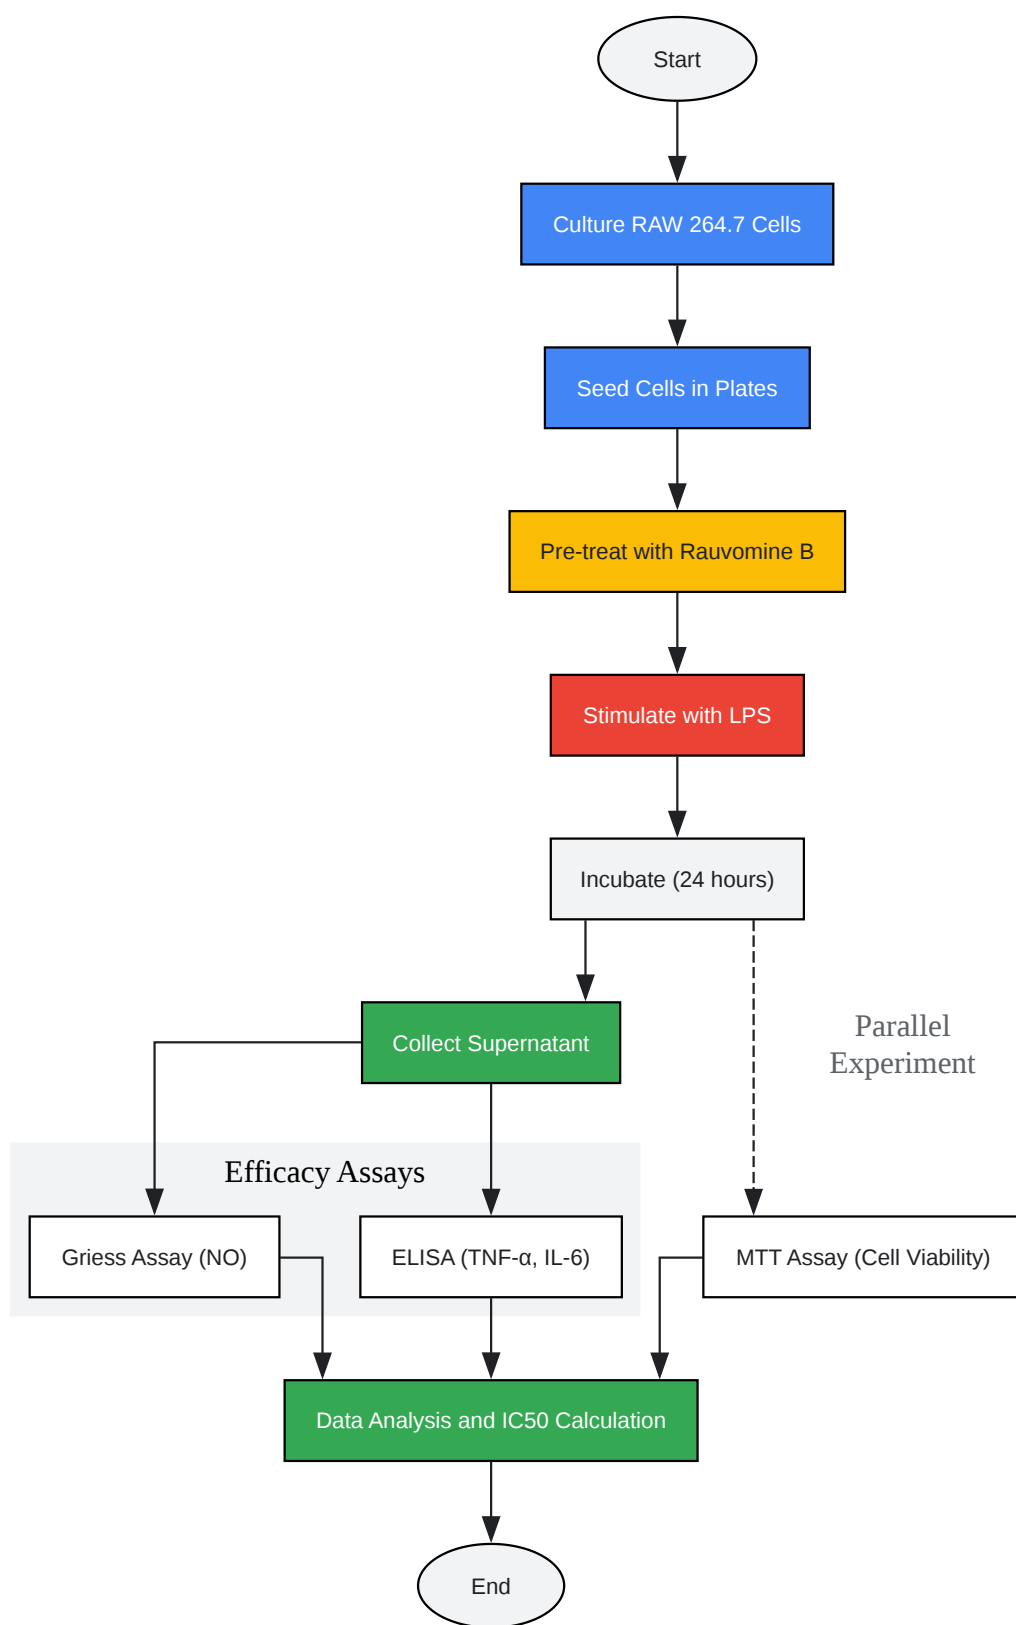 Start
Culture RAW 264.7 Cells
Seed Cells in Plates
Pre-treat with Rauvomine B
Stimulate with LPS
Incubate (24 hours)
Parallel
Experiment
Collect Supernatant
Efficacy Assays
Griess Assay (NO)
ELISA (TNF-α, IL-6)
MTT Assay (Cell Viability)
Data Analysis and IC50 Calculation
End